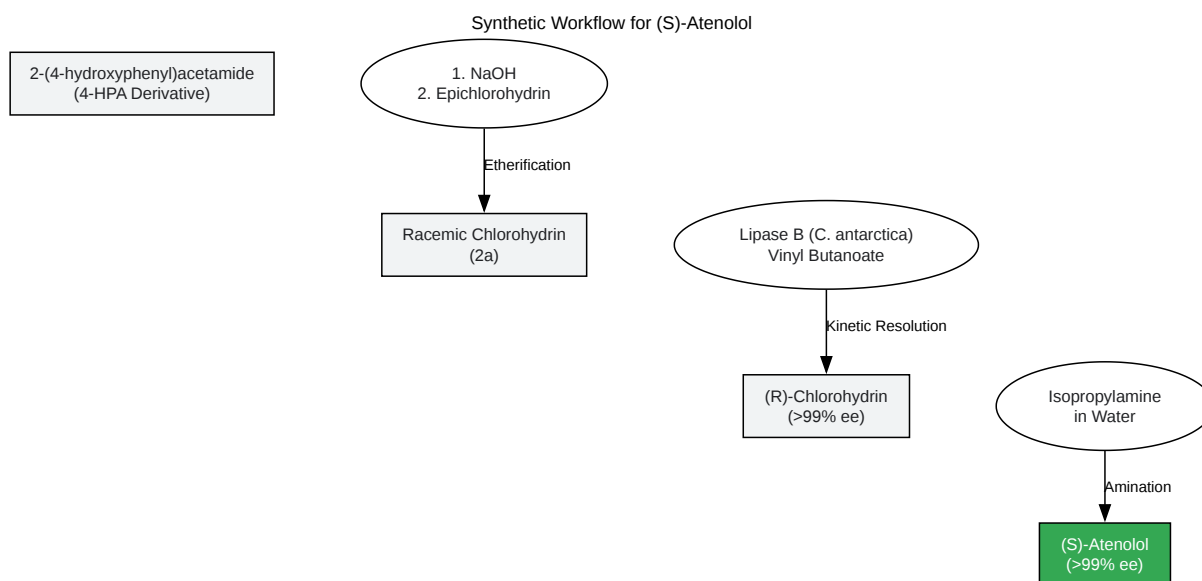 Synthetic Workflow for (S)-Atenolol
2-(4-hydroxyphenyl)acetamide
(4-HPA Derivative)
1. NaOH
2. Epichlorohydrin
Etherification
Racemic Chlorohydrin
(2a)
Lipase B (C. antarctica)
Vinyl Butanoate
Kinetic Resolution
(R)-Chlorohydrin
(>99% ee)
Isopropylamine
in Water
Amination
(S)-Atenolol
(>99% ee)